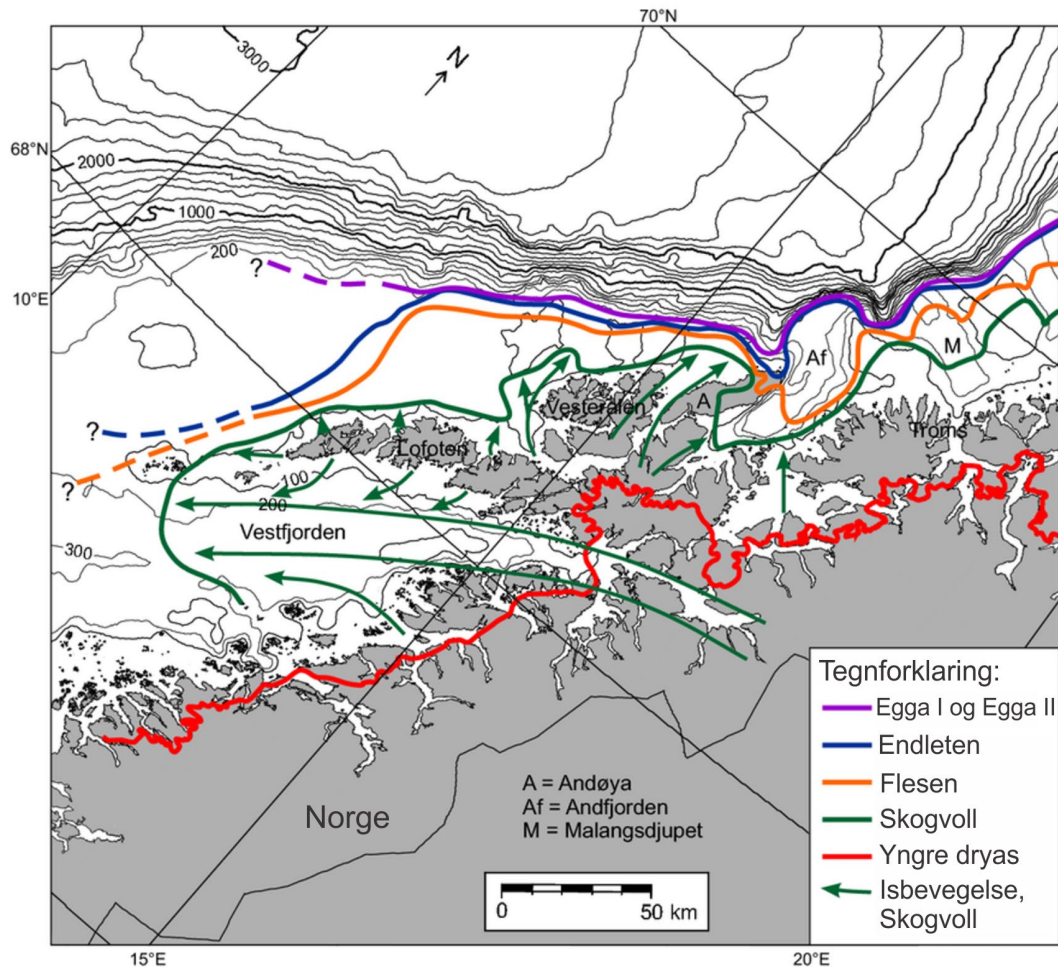 70°N
3000
N
68°N
2000
1000
200
?
10°E
Af
M
A
Vesterålen
Troms
Lofoten
?
100
?
200
Vestfjorden
300
Tegnforklaring:
Egga I og Egga II
Endleten
Flesen
Skogvoll
Yngre dryas
Isbevegelse,
Skogvoll
A = Andøya
Af = Andfjorden
M = Malangsdjupet
Norge
0 50 km
15°E
20°E